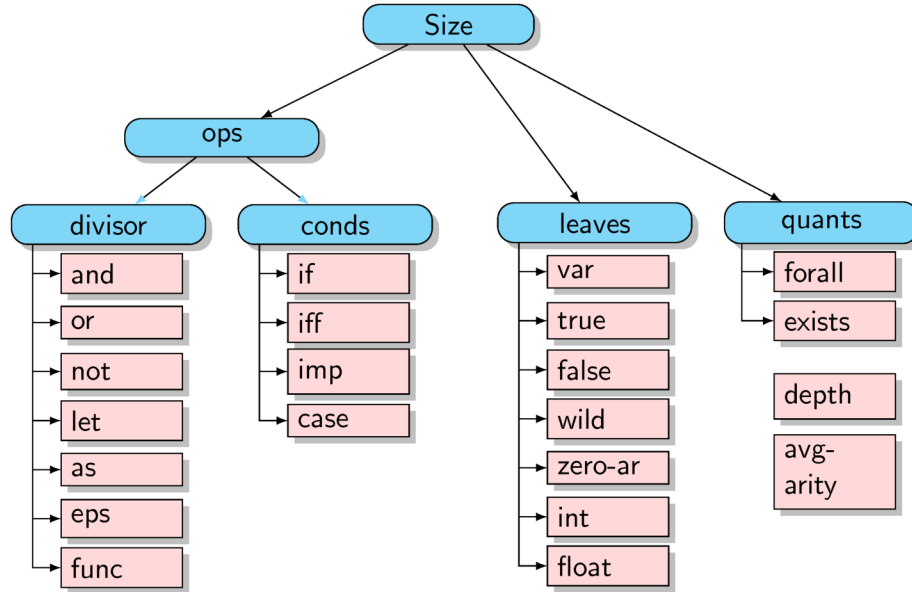 Size
ops
divisor
and
or
not
let
as
eps
func
conds
if
iff
imp
case
leaves
var
true
false
wild
zero-ar
int
float
quants
forall
exists
depth
avg-
arity